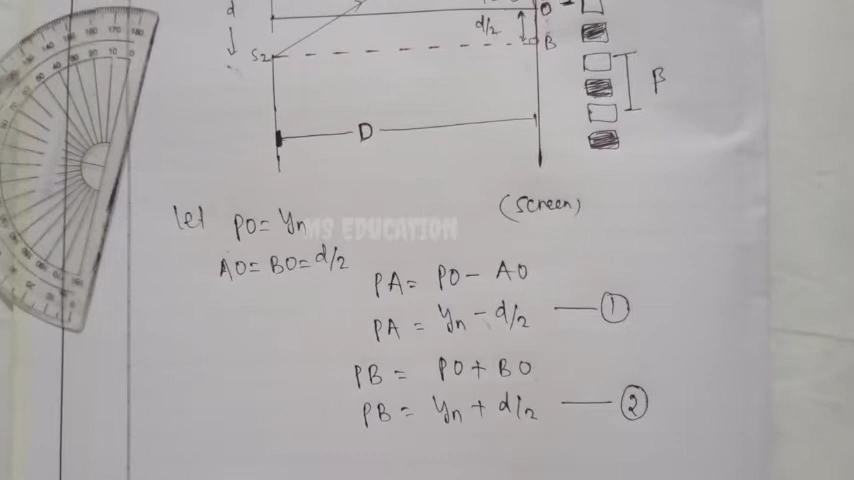 d
O
d/2
S2
B
β
D
(Screen)
let PO = yn
MS EDUCATION
AO = BO = d/2
PA = PO - AO
PA = yn - d/2 — 1
PB = PO + BO
PB = yn + d/2 — 2